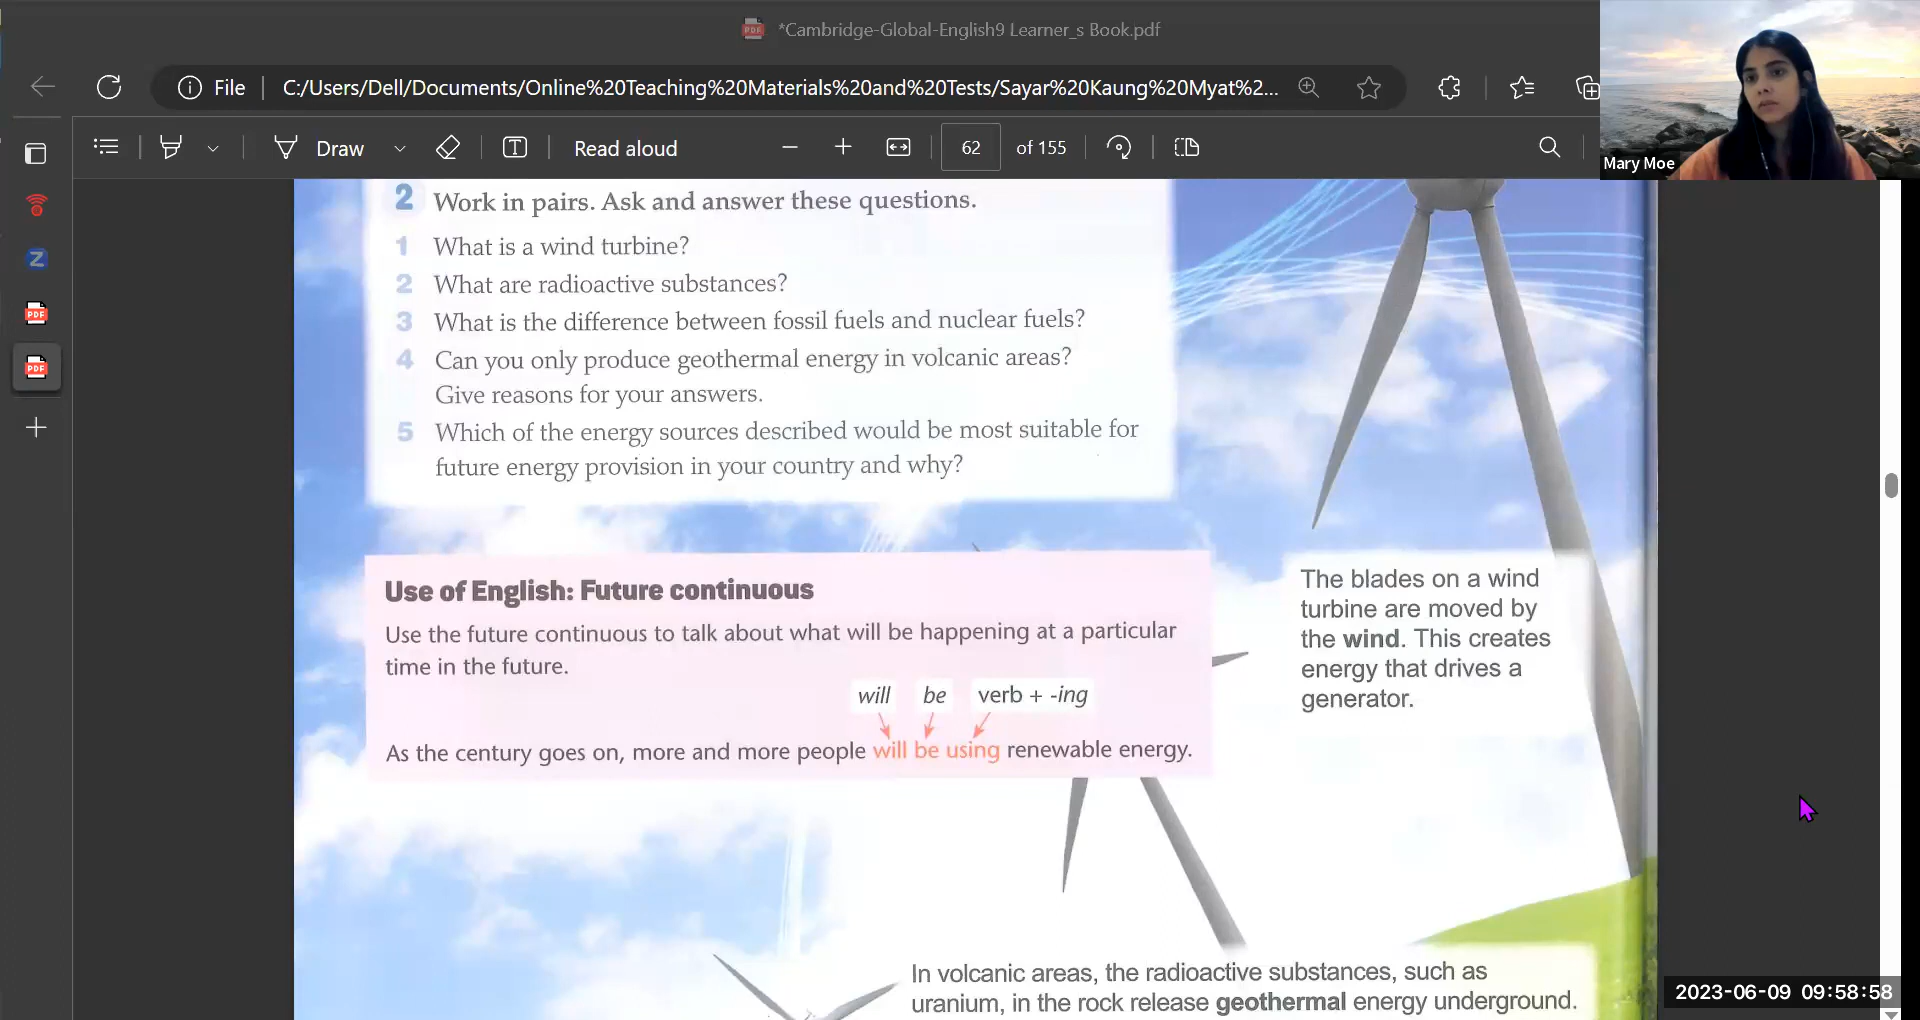 *Cambridge-Global-English9 Learner_s Book.pdf
File
C:/Users/Dell/Documents/Online%20Teaching%20Materials%20and%20Tests/Sayar%20Kaung%20Myat%2...
Draw
Read aloud
62
of 155
Mary Moe
2 Work in pairs. Ask and answer these questions.
1 What is a wind turbine?
2 What are radioactive substances?
3 What is the difference between fossil fuels and nuclear fuels?
4 Can you only produce geothermal energy in volcanic areas?
Give reasons for your answers.
5 Which of the energy sources described would be most suitable for
future energy provision in your country and why?
Use of English: Future continuous
Use the future continuous to talk about what will be happening at a particular
time in the future.
will be verb + -ing
As the century goes on, more and more people will be using renewable energy.
The blades on a wind
turbine are moved by
the wind. This creates
energy that drives a
generator.
In volcanic areas, the radioactive substances, such as
uranium, in the rock release geothermal energy underground.
2023-06-09 09:58:58
Z
PDF
PDF
PDF